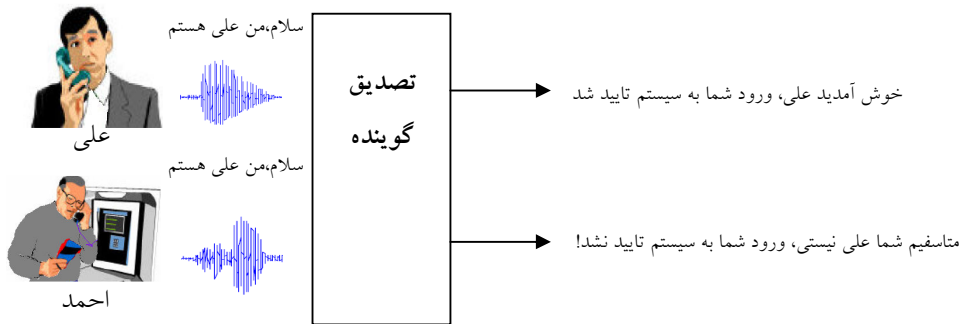 سلام،من علی هستم
علی
سلام،من علی هستم
احمد
تصدیق
گوینده
خوش آمدید علی، ورود شما به سیستم تایید شد
متاسفیم شما علی نیستی، ورود شما به سیستم تایید نشد!